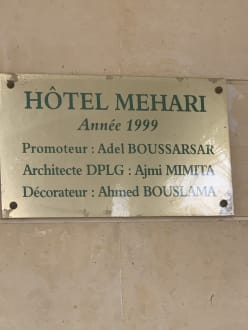 HÔTEL MEHARI
Année 1999
Promoteur : Adel BOUSSARSAR
Architecte DPLG : Ajmi MIMITA
Décorateur : Ahmed BOUSLAMA